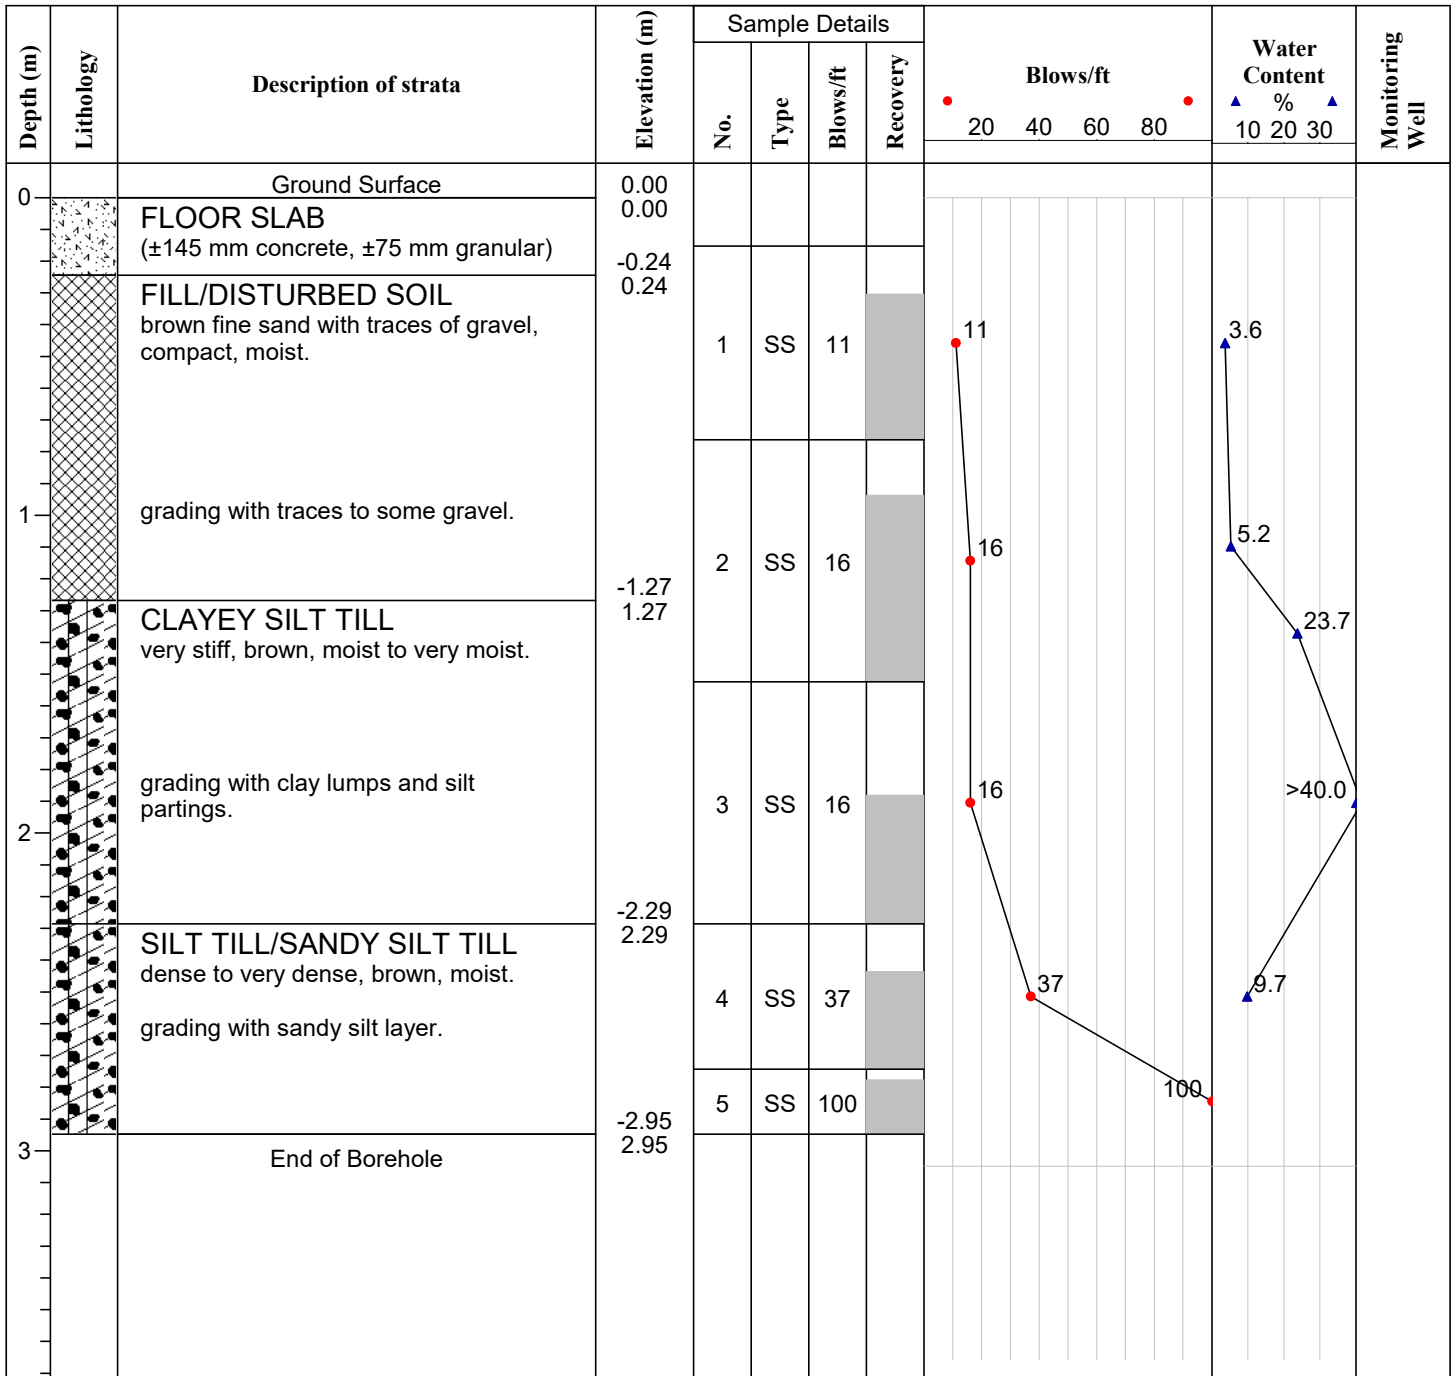 Depth (m)
Lithology
Description of strata
Elevation (m)
Sample Details
No.
Type
Blows/ft
Recovery
Blows/ft
20 40 60 80
Water
Content
%
10 20 30
Monitoring
Well
0
1
2
3
Ground Surface
0.00
0.00
FLOOR SLAB
(±145 mm concrete, ±75 mm granular)
-0.24
0.24
FILL/DISTURBED SOIL
brown fine sand with traces of gravel,
compact, moist.
1 SS 11
11
3.6
grading with traces to some gravel.
2 SS 16
16
5.2
-1.27
1.27
CLAYEY SILT TILL
very stiff, brown, moist to very moist.
23.7
grading with clay lumps and silt
partings.
3 SS 16
16
>40.0
-2.29
2.29
SILT TILL/SANDY SILT TILL
dense to very dense, brown, moist.
grading with sandy silt layer.
4 SS 37
37
9.7
5 SS 100
100
-2.95
2.95
End of Borehole